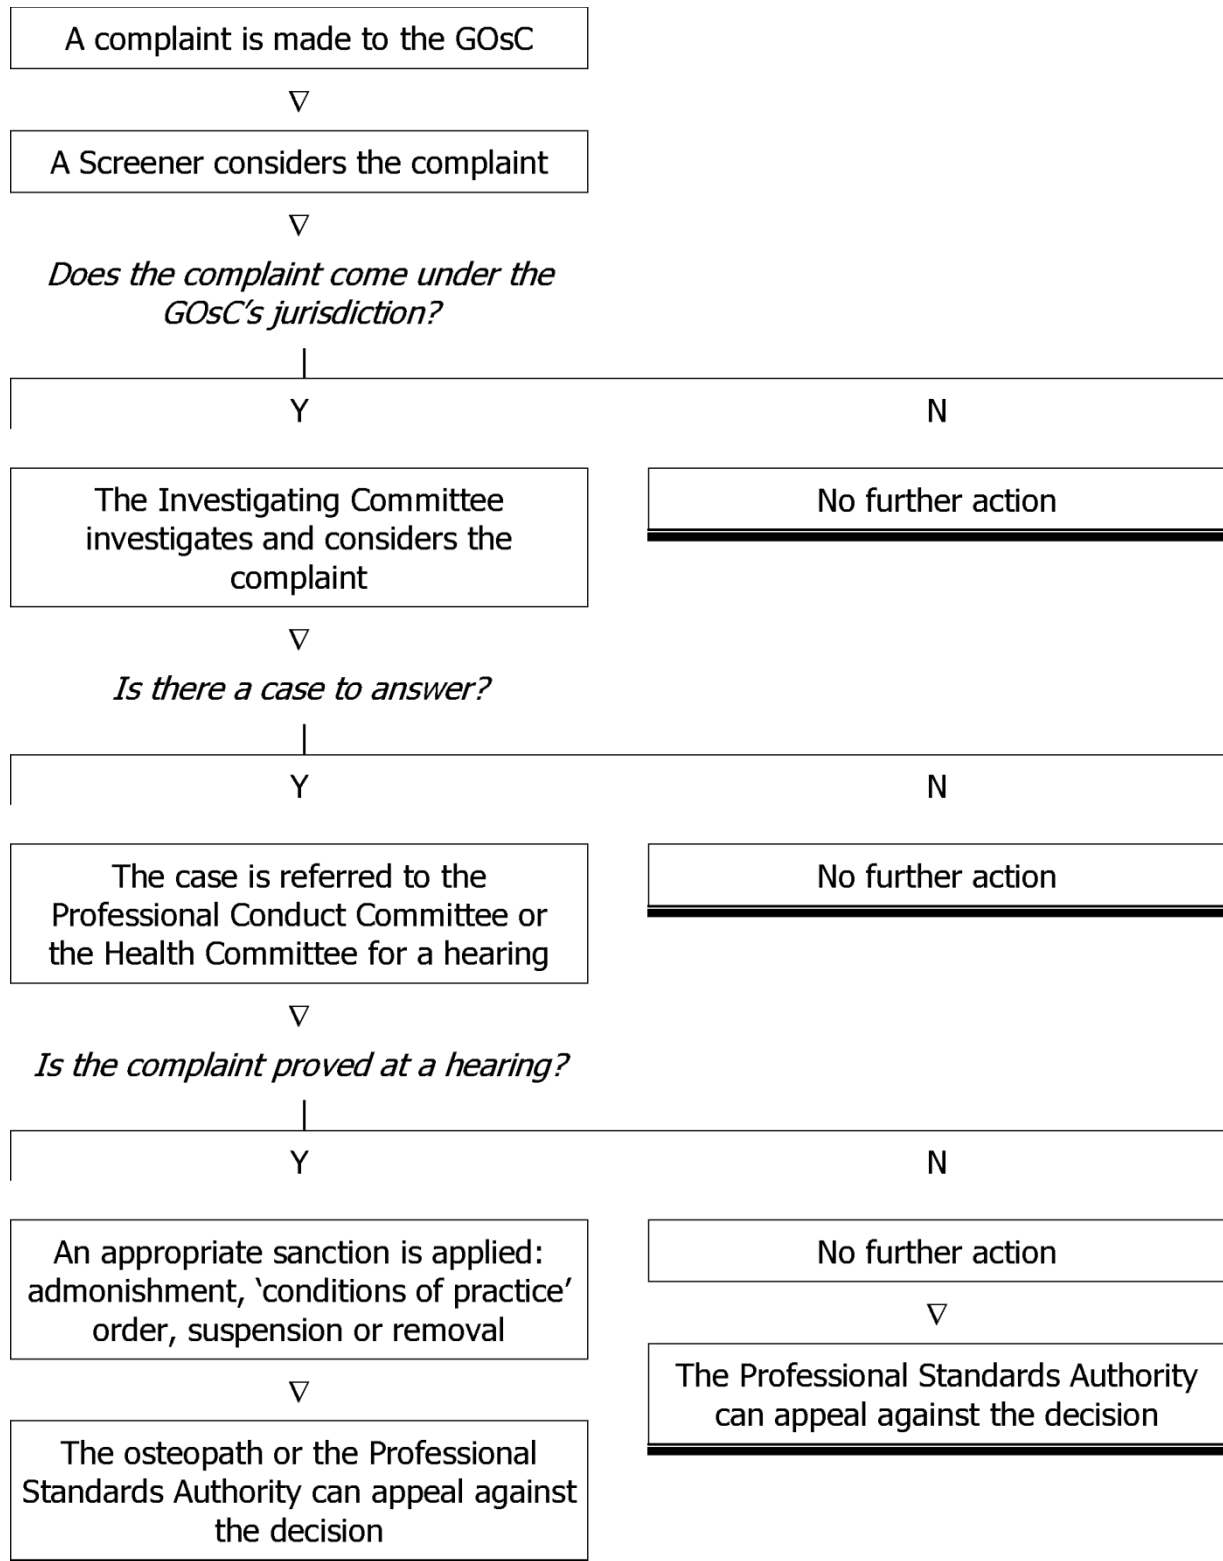 A complaint is made to the GOsC
∇
A Screener considers the complaint
∇
Does the complaint come under the
GOsC’s jurisdiction?
Y
N
The Investigating Committee
investigates and considers the
complaint
No further action
∇
Is there a case to answer?
Y
N
The case is referred to the
Professional Conduct Committee or
the Health Committee for a hearing
No further action
∇
Is the complaint proved at a hearing?
Y
N
An appropriate sanction is applied:
admonishment, ‘conditions of practice’
order, suspension or removal
No further action
∇
The Professional Standards Authority
can appeal against the decision
∇
The osteopath or the Professional
Standards Authority can appeal against
the decision